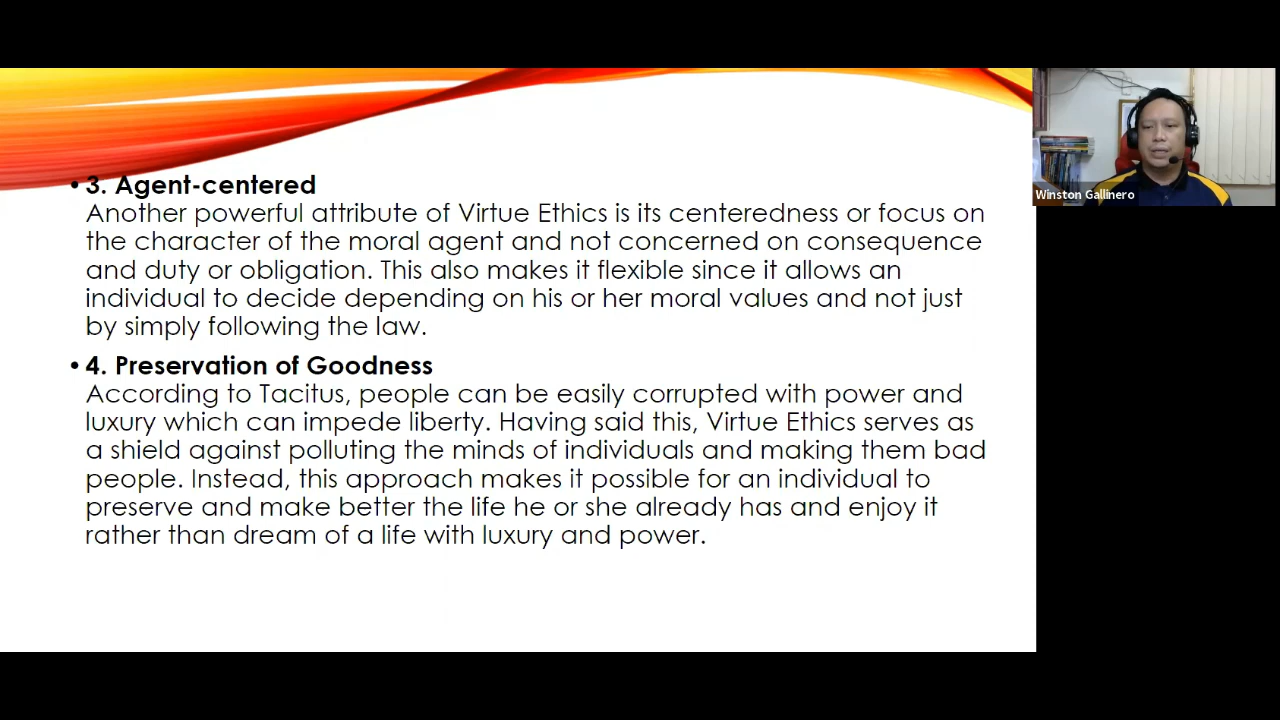 • 3. Agent-centered
Another powerful attribute of Virtue Ethics is its centeredness or focus on
the character of the moral agent and not concerned on consequence
and duty or obligation. This also makes it flexible since it allows an
individual to decide depending on his or her moral values and not just
by simply following the law.
• 4. Preservation of Goodness
According to Tacitus, people can be easily corrupted with power and
luxury which can impede liberty. Having said this, Virtue Ethics serves as
a shield against polluting the minds of individuals and making them bad
people. Instead, this approach makes it possible for an individual to
preserve and make better the life he or she already has and enjoy it
rather than dream of a life with luxury and power.
Winston Gallinero